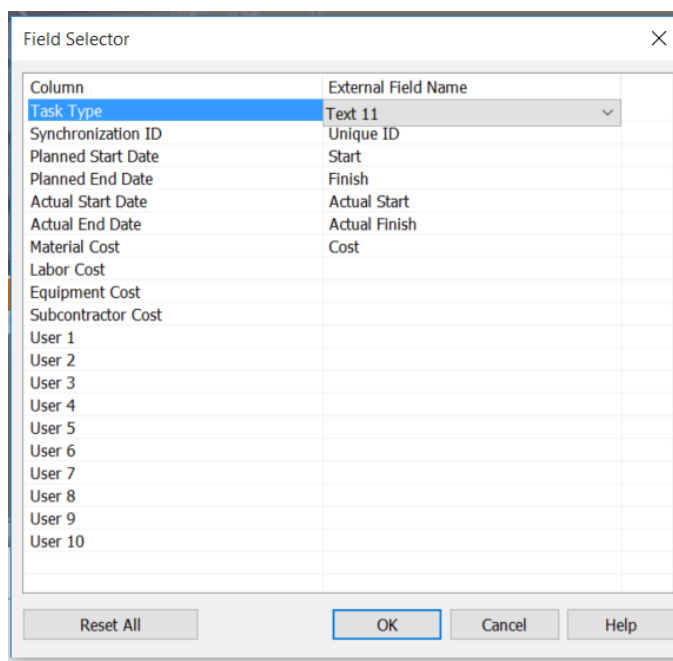 Field Selector
Column External Field Name
Task Type Text 11
Synchronization ID Unique ID
Planned Start Date Start
Planned End Date Finish
Actual Start Date Actual Start
Actual End Date Actual Finish
Material Cost Cost
Labor Cost
Equipment Cost
Subcontractor Cost
User 1
User 2
User 3
User 4
User 5
User 6
User 7
User 8
User 9
User 10
Reset All OK Cancel Help